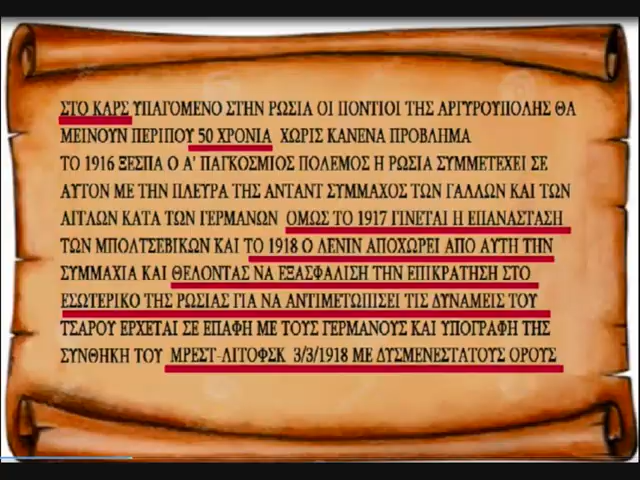 ΣΤΟ ΚΑΡΣ ΥΠΑΓΟΜΕΝΟ ΣΤΗΝ ΡΩΣΙΑ ΟΙ ΠΟΝΤΙΟΙ ΤΗΣ ΑΡΓΥΡΟΥΠΟΛΗΣ ΘΑ
ΜΕΙΝΟΥΝ ΠΕΡΙΠΟΥ 50 ΧΡΟΝΙΑ ΧΩΡΙΣ ΚΑΝΕΝΑ ΠΡΟΒΛΗΜΑ
ΤΟ 1916 ΞΕΣΠΑ Ο Α' ΠΑΓΚΟΣΜΙΟΣ ΠΟΛΕΜΟΣ Η ΡΩΣΙΑ ΣΥΜΜΕΤΕΧΕΙ ΣΕ
ΑΥΤΟΝ ΜΕ ΤΗΝ ΠΛΕΥΡΑ ΤΗΣ ΑΝΤΑΝΤ ΣΥΜΜΑΧΟΣ ΤΩΝ ΓΑΛΛΩΝ ΚΑΙ ΤΩΝ
ΑΓΓΛΩΝ ΚΑΤΑ ΤΩΝ ΓΕΡΜΑΝΩΝ ΟΜΩΣ ΤΟ 1917 ΓΙΝΕΤΑΙ Η ΕΠΑΝΑΣΤΑΣΗ
ΤΩΝ ΜΠΟΛΤΣΕΒΙΚΩΝ ΚΑΙ ΤΟ 1918 Ο ΛΕΝΙΝ ΑΠΟΧΩΡΕΙ ΑΠΟ ΑΥΤΗ ΤΗΝ
ΣΥΜΜΑΧΙΑ ΚΑΙ ΘΕΛΟΝΤΑΣ ΝΑ ΕΞΑΣΦΑΛΙΣΗ ΤΗΝ ΕΠΙΚΡΑΤΗΣΗ ΣΤΟ
ΕΣΩΤΕΡΙΚΟ ΤΗΣ ΡΩΣΙΑΣ ΓΙΑ ΝΑ ΑΝΤΙΜΕΤΩΠΙΣΕΙ ΤΙΣ ΔΥΝΑΜΕΙΣ ΤΟΥ
ΤΣΑΡΟΥ ΕΡΧΕΤΑΙ ΣΕ ΕΠΑΦΗ ΜΕ ΤΟΥΣ ΓΕΡΜΑΝΟΥΣ ΚΑΙ ΥΠΟΓΡΑΦΗ ΤΗΣ
ΣΥΝΘΗΚΗ ΤΟΥ ΜΡΕΣΤ-ΛΙΤΟΦΣΚ 3/3/1918 ΜΕ ΔΥΣΜΕΝΕΣΤΑΤΟΥΣ ΟΡΟΥΣ